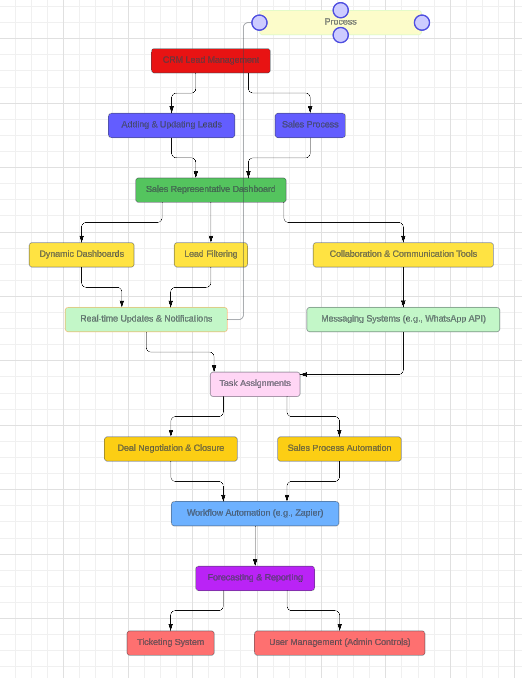 Process
CRM Lead Management
Adding & Updating Leads
Sales Process
Sales Representative Dashboard
Dynamic Dashboards
Lead Filtering
Collaboration & Communication Tools
Real-time Updates & Notifications
Messaging Systems (e.g., WhatsApp API)
Task Assignments
Deal Negotiation & Closure
Sales Process Automation
Workflow Automation (e.g., Zapier)
Forecasting & Reporting
Ticketing System
User Management (Admin Controls)